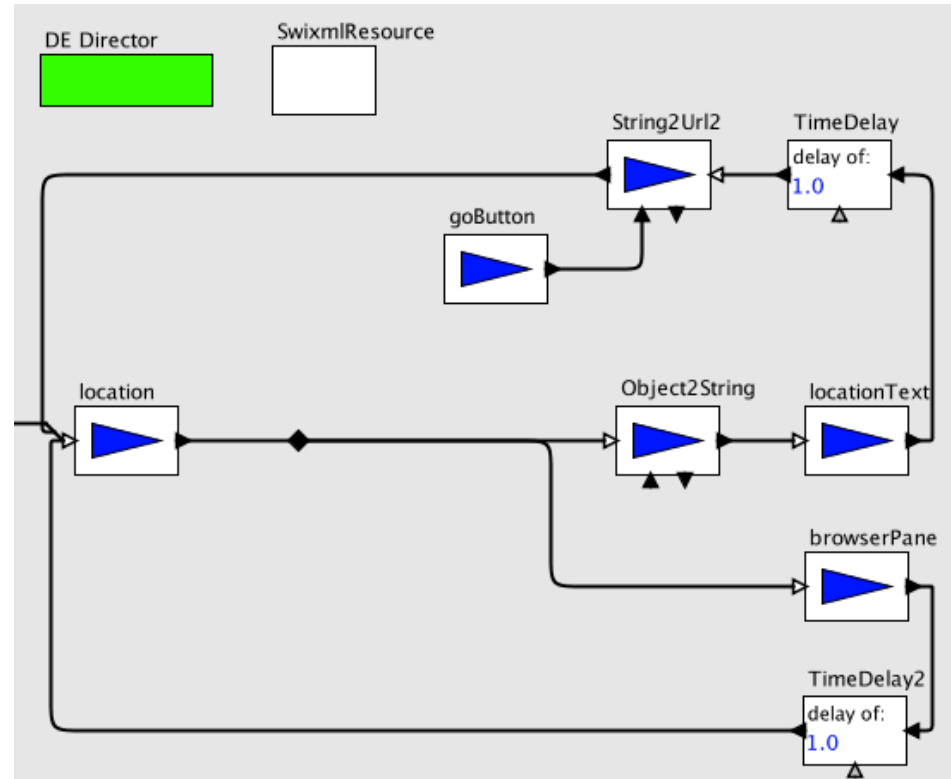 DE Director
SwixmlResource
String2Url2
TimeDelay
delay of:
1.0
goButton
location
Object2String
locationText
browserPane
TimeDelay2
delay of:
1.0